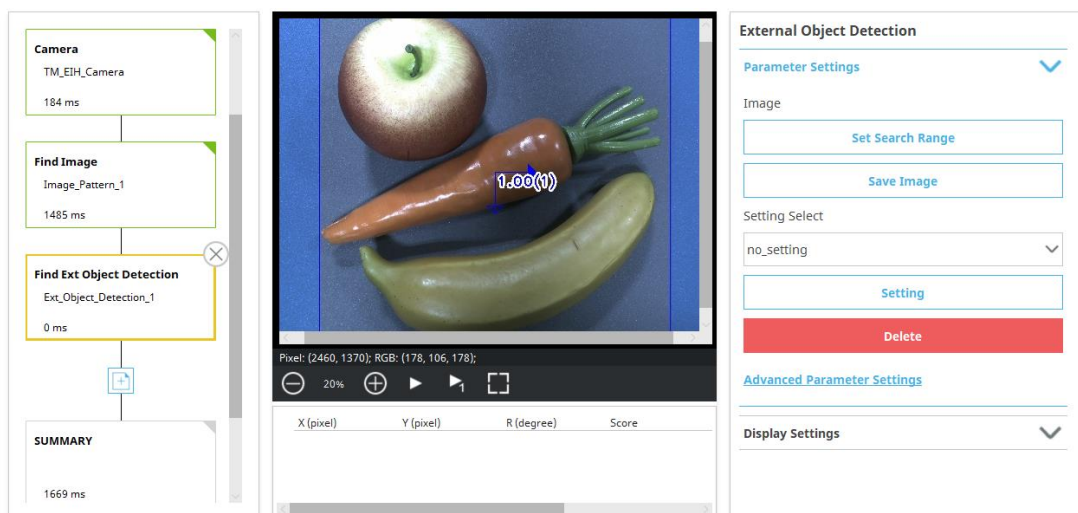 Camera
TM_EIH_Camera
184 ms
Find Image
Image_Pattern_1
1485 ms
Find Ext Object Detection
Ext_Object_Detection_1
0 ms
SUMMARY
1669 ms
1.00(1)
Pixel: (2460, 1370); RGB: (178, 106, 178);
20%
1
X (pixel) Y (pixel) R (degree) Score
External Object Detection
Parameter Settings
Image
Set Search Range
Save Image
Setting Select
no_setting
Setting
Delete
Advanced Parameter Settings
Display Settings